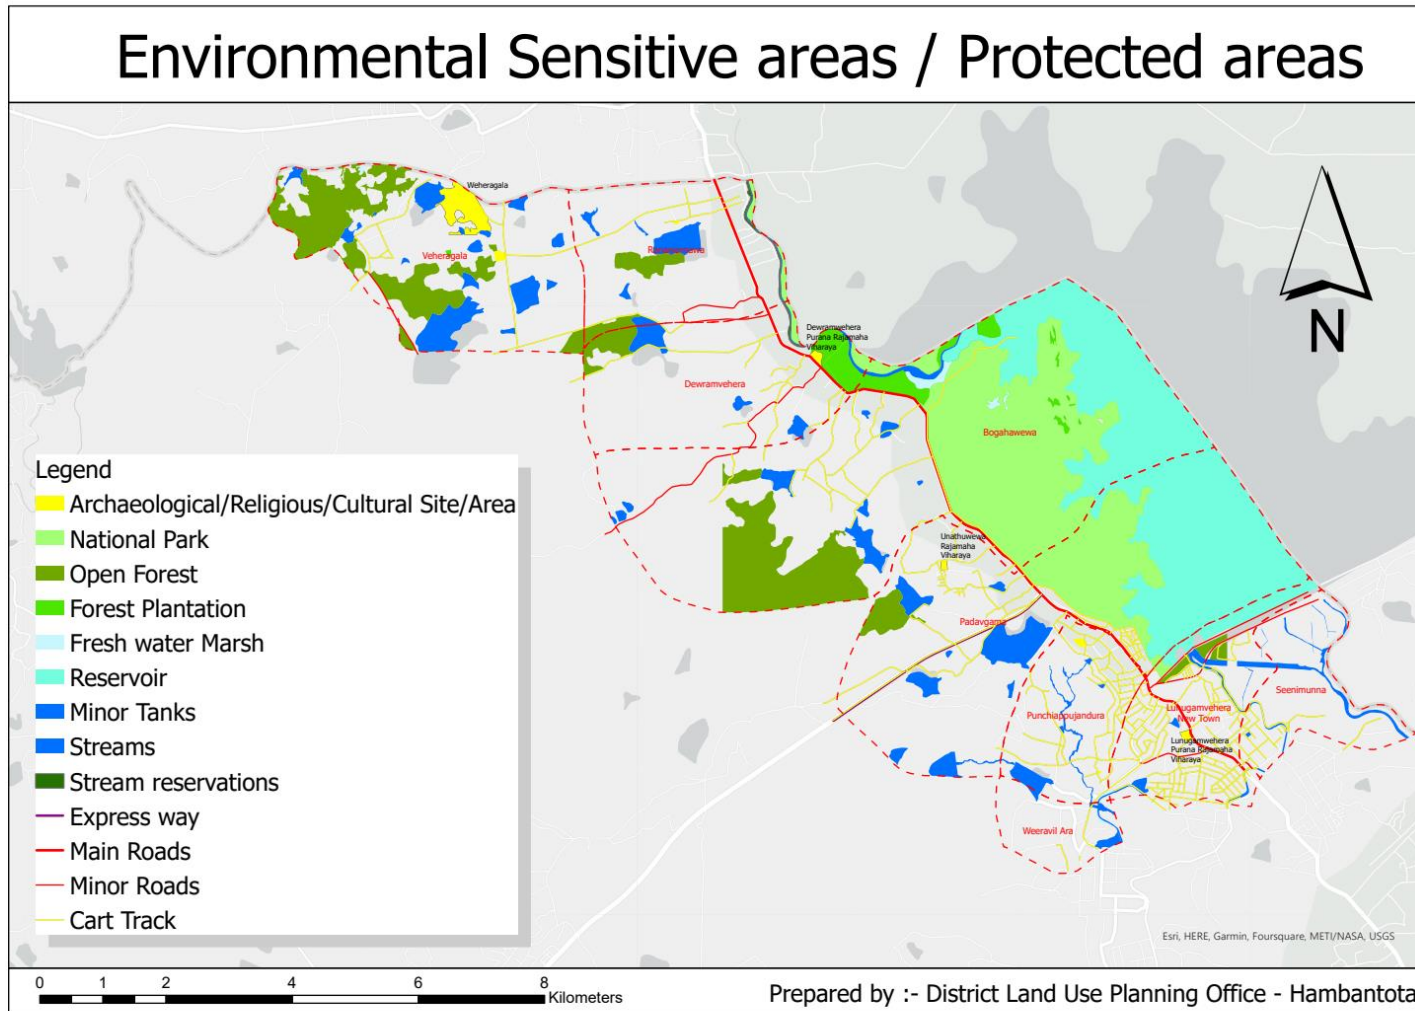 Environmental Sensitive areas / Protected areas
Weheragala
Veheragala
Dewramwehera
Purana Rajamaha
Viharaya
Dewramvehera
Bogahawewa
N
Unathuwewa
Rajamaha
Viharaya
Padavgama
Punchiappujandura
Lunugamvehera
New Town
Seenimunna
Lunugamwehera
Purana Rajamaha
Viharaya
Weeravil Ara
Legend
Archaeological/Religious/Cultural Site/Area
National Park
Open Forest
Forest Plantation
Fresh water Marsh
Reservoir
Minor Tanks
Streams
Stream reservations
Express way
Main Roads
Minor Roads
Cart Track
Esri, HERE, Garmin, Foursquare, METI/NASA, USGS
0 1 2 4 6 8
Kilometers
Prepared by :- District Land Use Planning Office - Hambantota